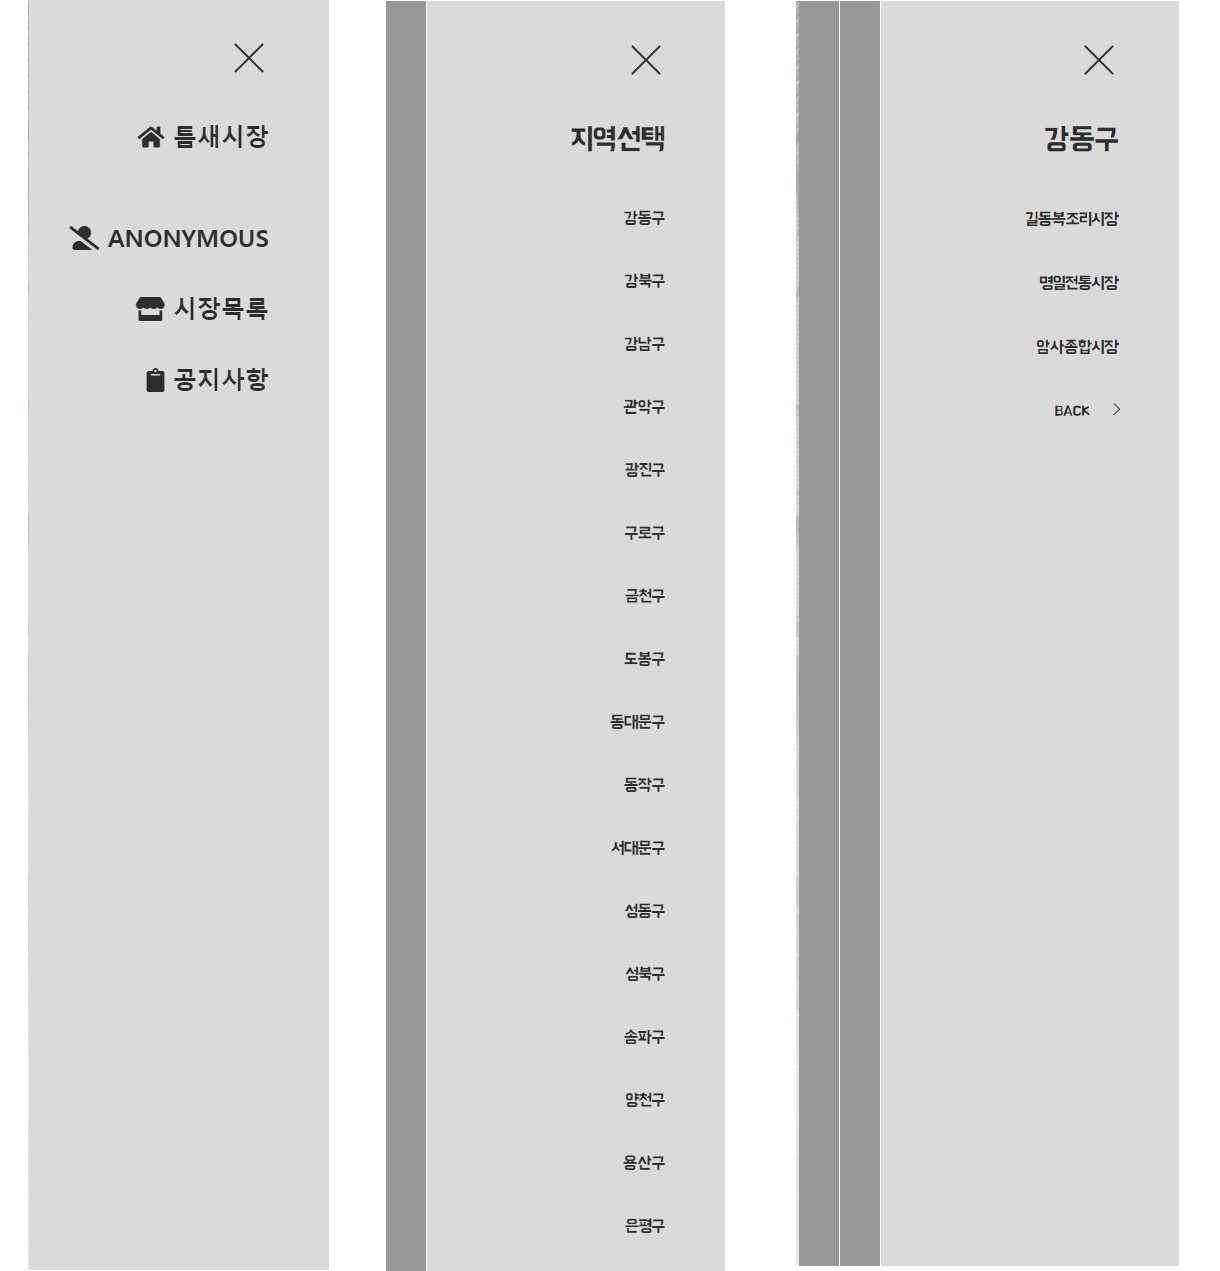 틈새시장
ANONYMOUS
시장목록
공지사항
지역선택
강동구
강북구
강남구
관악구
광진구
구로구
금천구
도봉구
동대문구
동작구
서대문구
성동구
성북구
송파구
양천구
용산구
은평구
강동구
길동복조리시장
명일전통시장
암사종합시장
BACK